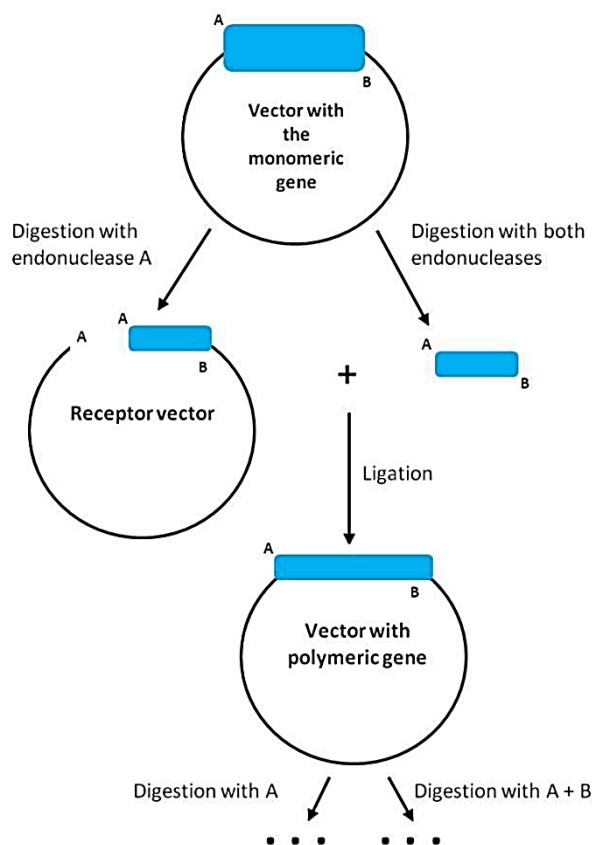 A
B
Vector with
the
monomeric
gene
Digestion with
endonuclease A
Digestion with both
endonucleases
A
A
B
Receptor vector
+
A
B
Ligation
A
B
Vector with
polymeric gene
Digestion with A
Digestion with A + B